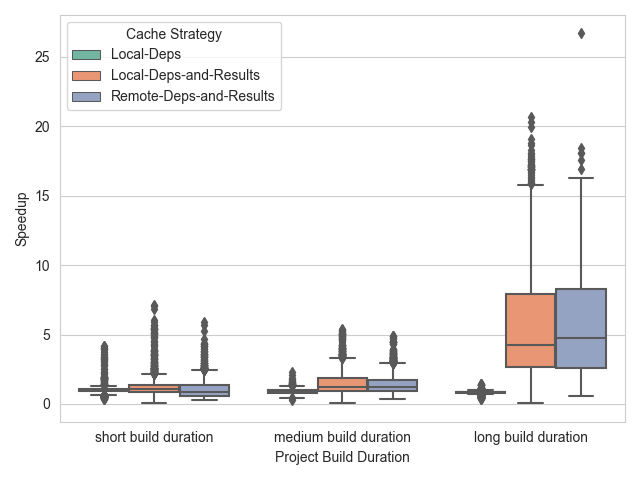 Cache Strategy
Local-Deps
Local-Deps-and-Results
Remote-Deps-and-Results
25
20
15
10
5
0
Speedup
short build duration
medium build duration
long build duration
Project Build Duration